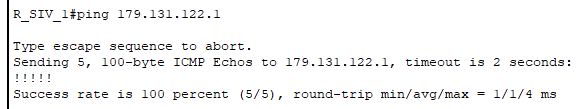 R_SIV_1#ping 179.131.122.1
Type escape sequence to abort.
Sending 5, 100-byte ICMP Echos to 179.131.122.1, timeout is 2 seconds:
!!!!!
Success rate is 100 percent (5/5), round-trip min/avg/max = 1/1/4 ms